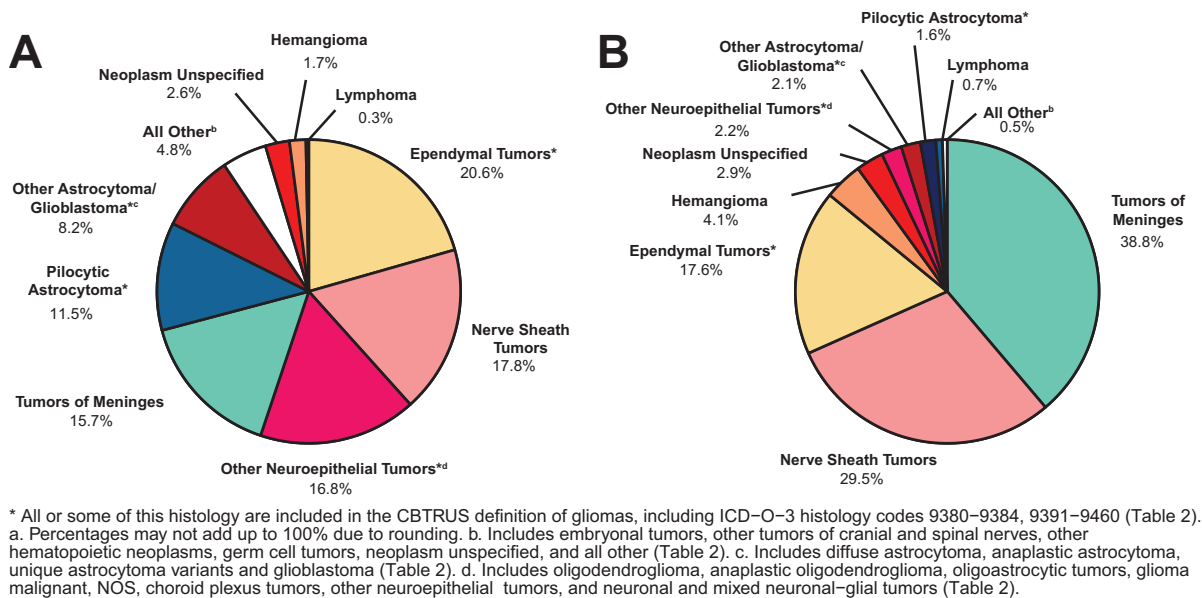 A
Hemangioma
1.7%
Neoplasm Unspecified
2.6%
Lymphoma
0.3%
All Otherᵇ
4.8%
Ependymal Tumors*
20.6%
Other Astrocytoma/
Glioblastoma*ᶜ
8.2%
Pilocytic
Astrocytoma*
11.5%
Nerve Sheath
Tumors
17.8%
Tumors of Meninges
15.7%
Other Neuroepithelial Tumors*ᵈ
16.8%
B
Pilocytic Astrocytoma*
1.6%
Other Astrocytoma/
Glioblastoma*ᶜ
2.1%
Lymphoma
0.7%
Other Neuroepithelial Tumors*ᵈ
2.2%
All Otherᵇ
0.5%
Neoplasm Unspecified
2.9%
Hemangioma
4.1%
Tumors of
Meninges
38.8%
Ependymal Tumors*
17.6%
Nerve Sheath Tumors
29.5%
* All or some of this histology are included in the CBTRUS definition of gliomas, including ICD−O−3 histology codes 9380−9384, 9391−9460 (Table 2).
a. Percentages may not add up to 100% due to rounding. b. Includes embryonal tumors, other tumors of cranial and spinal nerves, other
hematopoietic neoplasms, germ cell tumors, neoplasm unspecified, and all other (Table 2). c. Includes diffuse astrocytoma, anaplastic astrocytoma,
unique astrocytoma variants and glioblastoma (Table 2). d. Includes oligodendroglioma, anaplastic oligodendroglioma, oligoastrocytic tumors, glioma
malignant, NOS, choroid plexus tumors, other neuroepithelial tumors, and neuronal and mixed neuronal−glial tumors (Table 2).